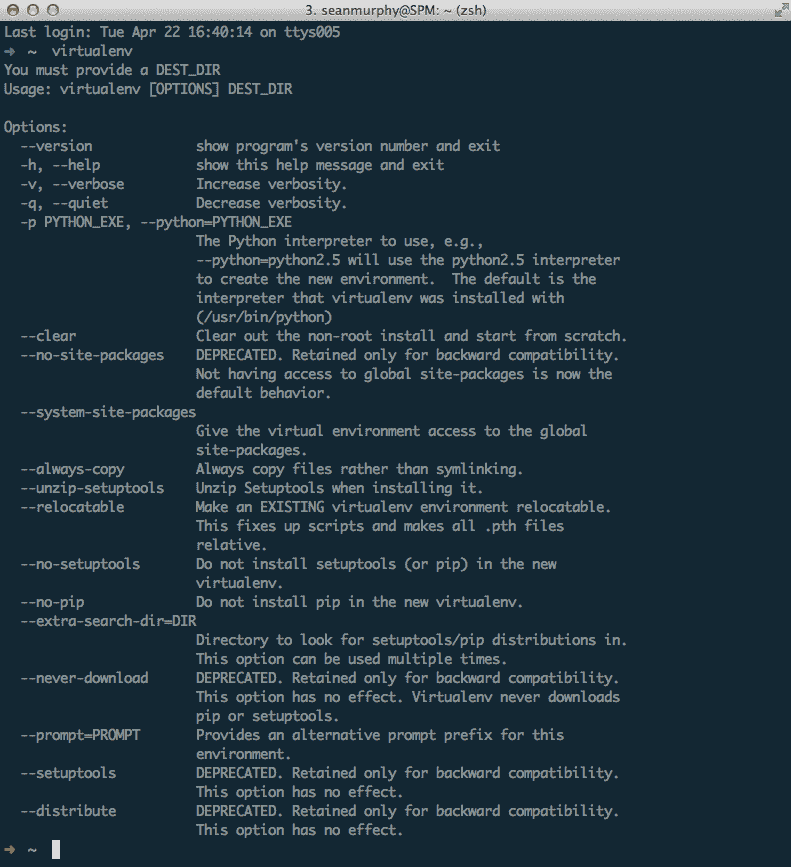 3. seanmurphy@SPM: ~ (zsh)
Last login: Tue Apr 22 16:40:14 on ttys005
➜ ~ virtualenv
You must provide a DEST_DIR
Usage: virtualenv [OPTIONS] DEST_DIR

Options:
  --version             show program's version number and exit
  -h, --help            show this help message and exit
  -v, --verbose         Increase verbosity.
  -q, --quiet           Decrease verbosity.
  -p PYTHON_EXE, --python=PYTHON_EXE
                        The Python interpreter to use, e.g.,
                        --python=python2.5 will use the python2.5 interpreter
                        to create the new environment.  The default is the
                        interpreter that virtualenv was installed with
                        (/usr/bin/python)
  --clear               Clear out the non-root install and start from scratch.
  --no-site-packages    DEPRECATED. Retained only for backward compatibility.
                        Not having access to global site-packages is now the
                        default behavior.
  --system-site-packages
                        Give the virtual environment access to the global
                        site-packages.
  --always-copy         Always copy files rather than symlinking.
  --unzip-setuptools    Unzip Setuptools when installing it.
  --relocatable         Make an EXISTING virtualenv environment relocatable.
                        This fixes up scripts and makes all .pth files
                        relative.
  --no-setuptools       Do not install setuptools (or pip) in the new
                        virtualenv.
  --no-pip              Do not install pip in the new virtualenv.
  --extra-search-dir=DIR
                        Directory to look for setuptools/pip distributions in.
                        This option can be used multiple times.
  --never-download      DEPRECATED. Retained only for backward compatibility.
                        This option has no effect. Virtualenv never downloads
                        pip or setuptools.
  --prompt=PROMPT       Provides an alternative prompt prefix for this
                        environment.
  --setuptools          DEPRECATED. Retained only for backward compatibility.
                        This option has no effect.
  --distribute          DEPRECATED. Retained only for backward compatibility.
                        This option has no effect.
➜ ~